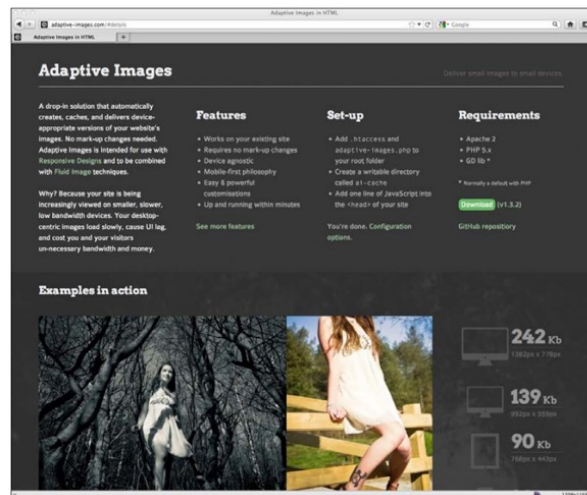 Adaptive Images in HTML
adaptive-images.com/#details
Google
Adaptive Images in HTML
Adaptive Images
Deliver small images to small devices.
A drop-in solution that automatically
creates, caches, and delivers device-
appropriate versions of your website's
images. No mark-up changes needed.
Adaptive Images is intended for use with
Responsive Designs and to be combined
with Fluid Image techniques.
Why? Because your site is being
increasingly viewed on smaller, slower,
low bandwidth devices. Your desktop-
centric images load slowly, cause UI lag,
and cost you and your visitors
un-necessary bandwidth and money.
Features
Works on your existing site
Requires no mark-up changes
Device agnostic
Mobile-first philosophy
Easy & powerful
customisations
Up and running within minutes
See more features
Set-up
Add .htaccess and
adaptive-images.php to
your root folder
Create a writable directory
called ai-cache
Add one line of JavaScript into
the <head> of your site
You're done. Configuration
options.
Requirements
Apache 2
PHP 5.x
GD lib *
* Normally a default with PHP
Download (v1.3.2)
GitHub repositiory
Examples in action
242 Kb
1382px x 778px
139 Kb
992px x 559px
90 Kb
768px x 443px